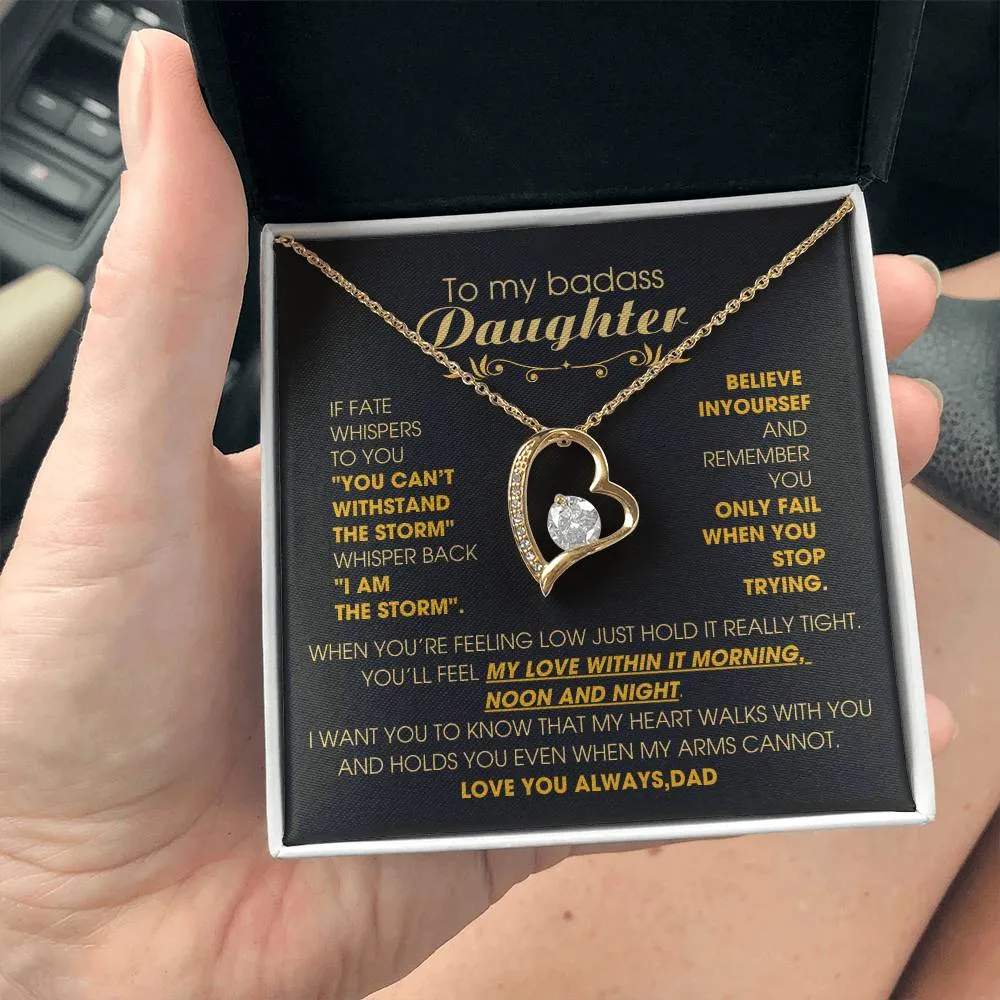 To my badass
Daughter
IF FATE
WHISPERS
TO YOU
"YOU CAN'T
WITHSTAND
THE STORM"
WHISPER BACK
"I AM
THE STORM".
BELIEVE
INYOURSEF
AND
REMEMBER
YOU
ONLY FAIL
WHEN YOU
STOP
TRYING.
WHEN YOU'RE FEELING LOW JUST HOLD IT REALLY TIGHT.
YOU'LL FEEL MY LOVE WITHIN IT MORNING,
NOON AND NIGHT.
I WANT YOU TO KNOW THAT MY HEART WALKS WITH YOU
AND HOLDS YOU EVEN WHEN MY ARMS CANNOT.
LOVE YOU ALWAYS,DAD